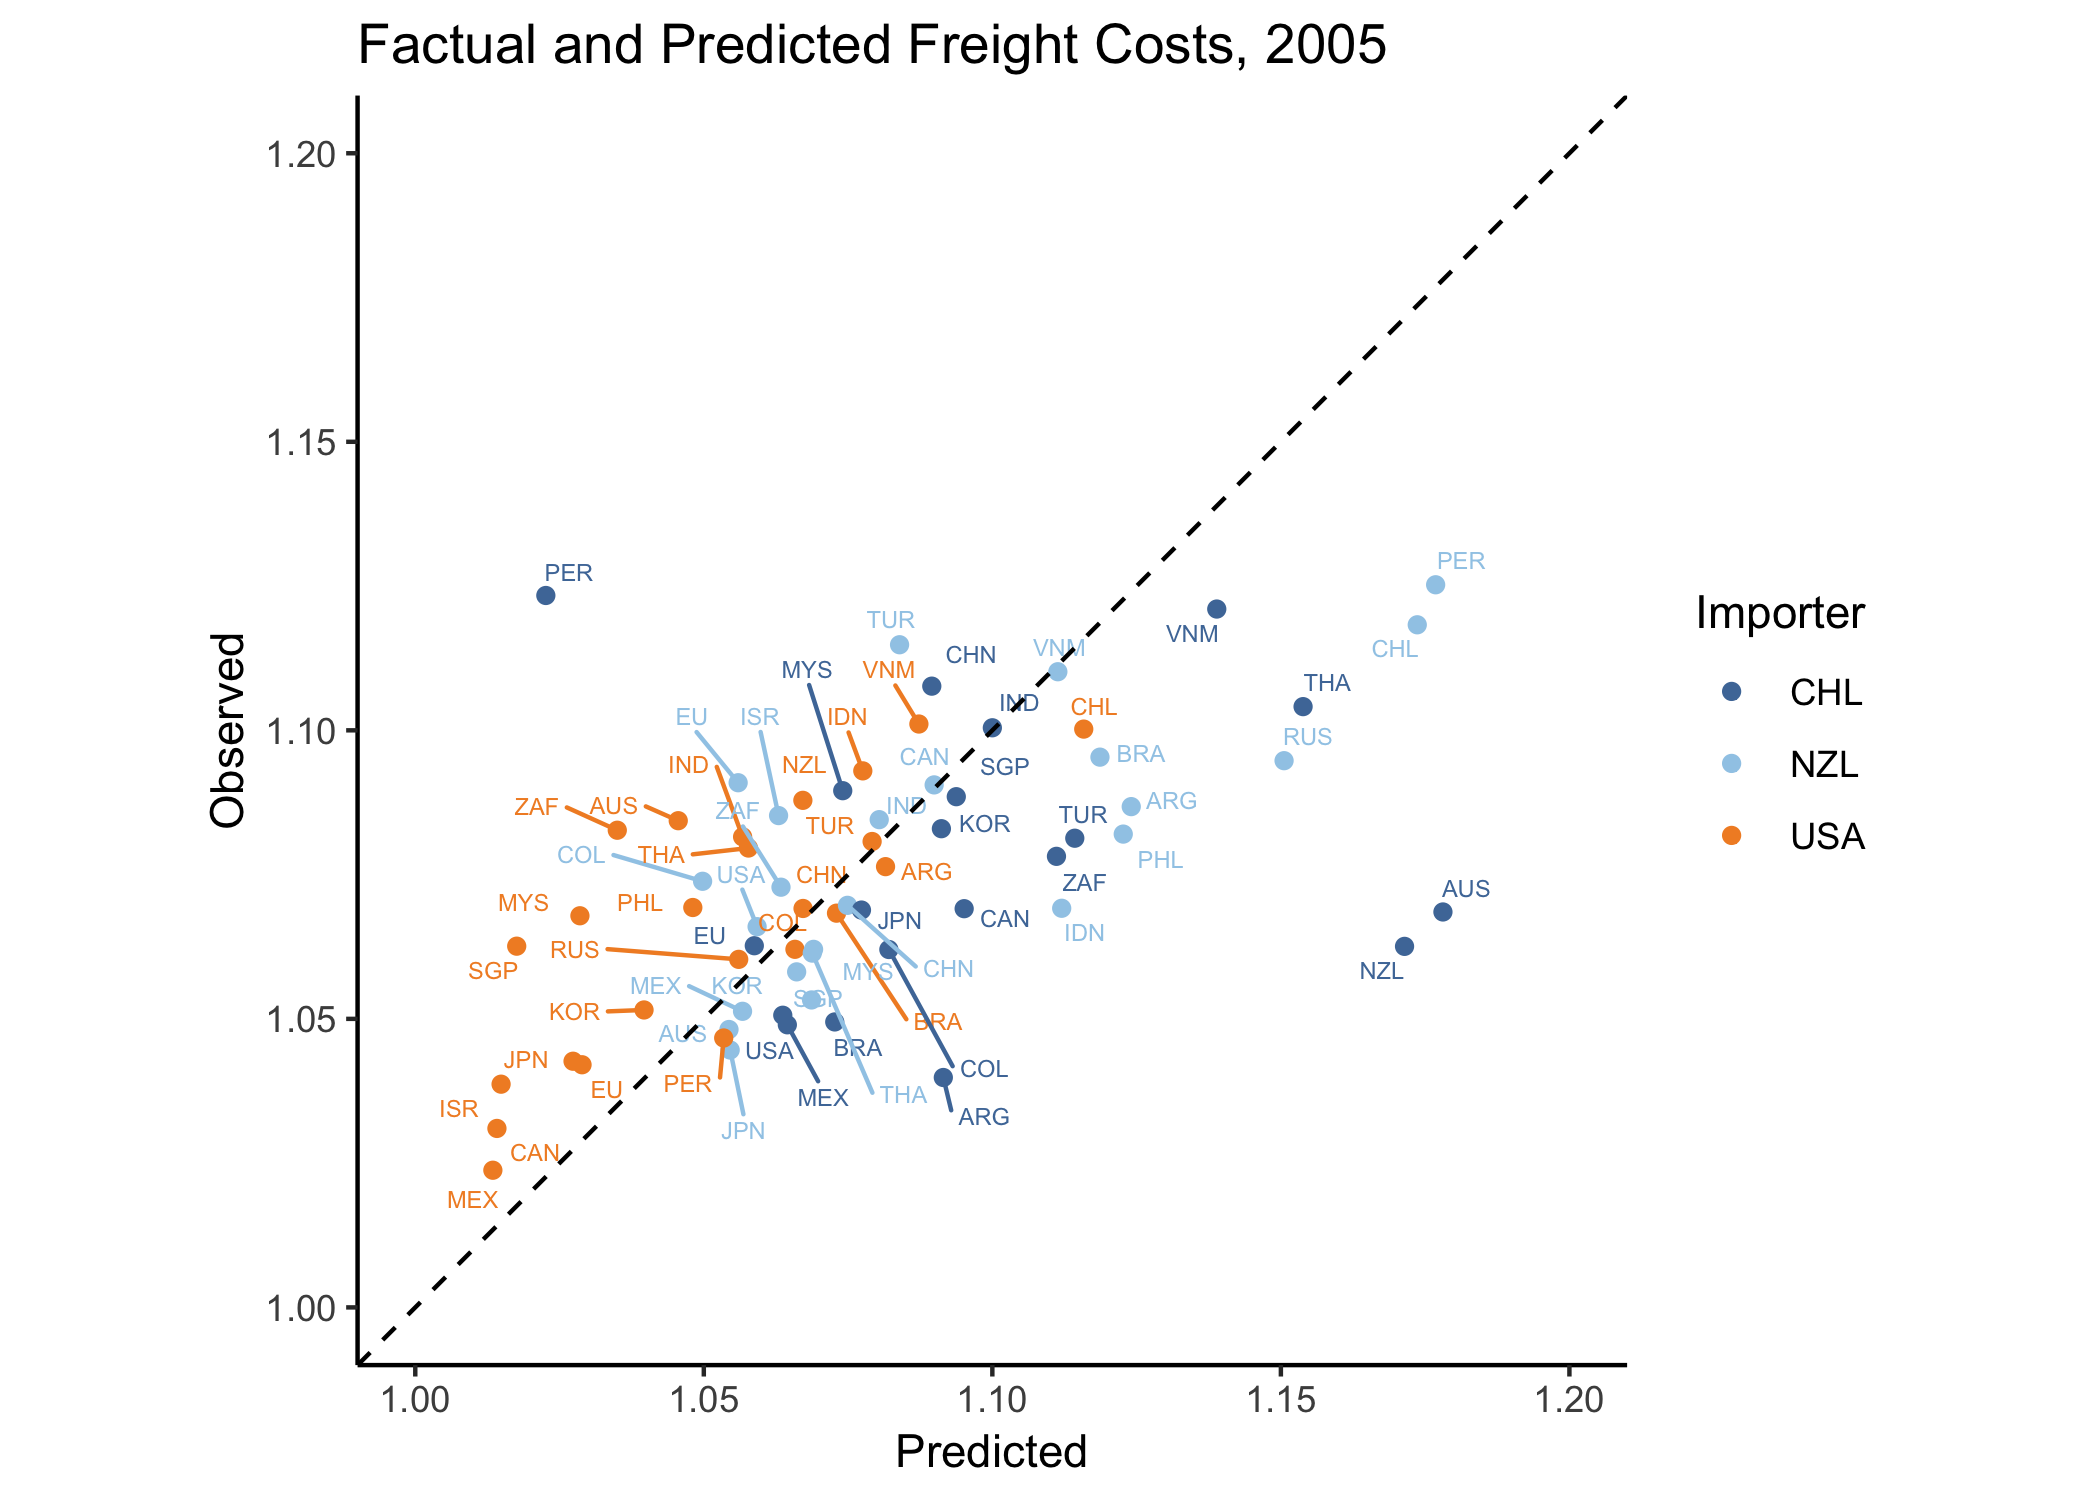 Factual and Predicted Freight Costs, 2005
1.20
1.15
1.10
1.05
1.00
Observed
PER
PER
TUR
CHL
VNM
VNM
CHN
MYS
VNM
THA
IND
CHL
EU
ISR
IDN
RUS
BRA
CAN
IND
NZL
SGP
ARG
ZAF
AUS
ZAF
IND
TUR
TUR
KOR
COL
THA
PHL
USA
CHN
ARG
ZAF
AUS
MYS
PHL
COL
JPN
CAN
EU
IDN
RUS
SGP
MYS
CHN
NZL
MEX
KOR
SGP
KOR
BRA
AUS
USA
BRA
JPN
COL
EU
PER
MEX
THA
ISR
ARG
JPN
CAN
MEX
1.00
1.05
1.10
1.15
1.20
Predicted
Importer
CHL
NZL
USA